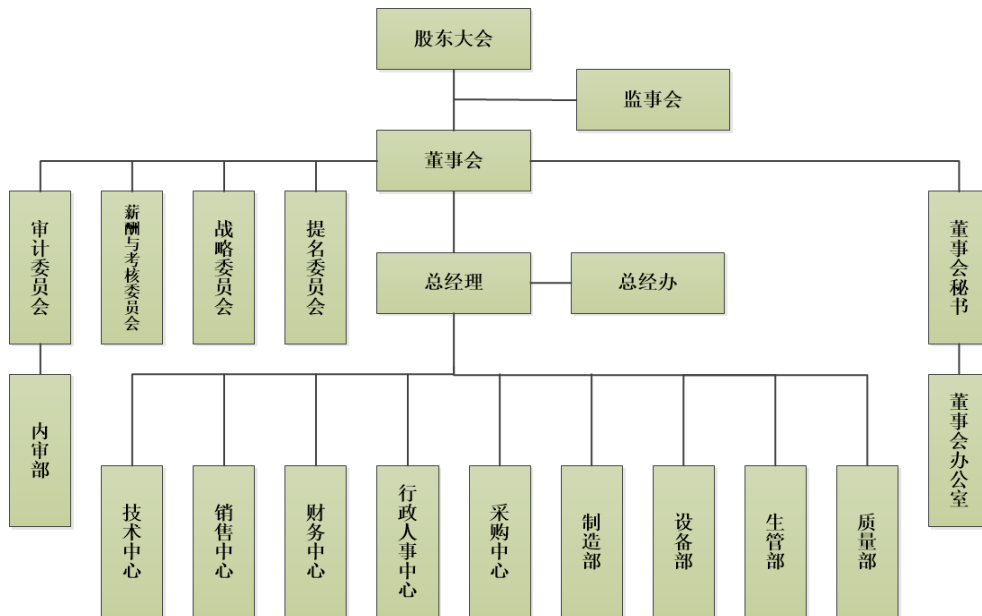 股东大会
监事会
董事会
审计委员会
薪酬与考核委员会
战略委员会
提名委员会
董事会秘书
总经理
总经办
内审部
董事会办公室
技术中心
销售中心
财务中心
行政人事中心
采购中心
制造部
设备部
生管部
质量部